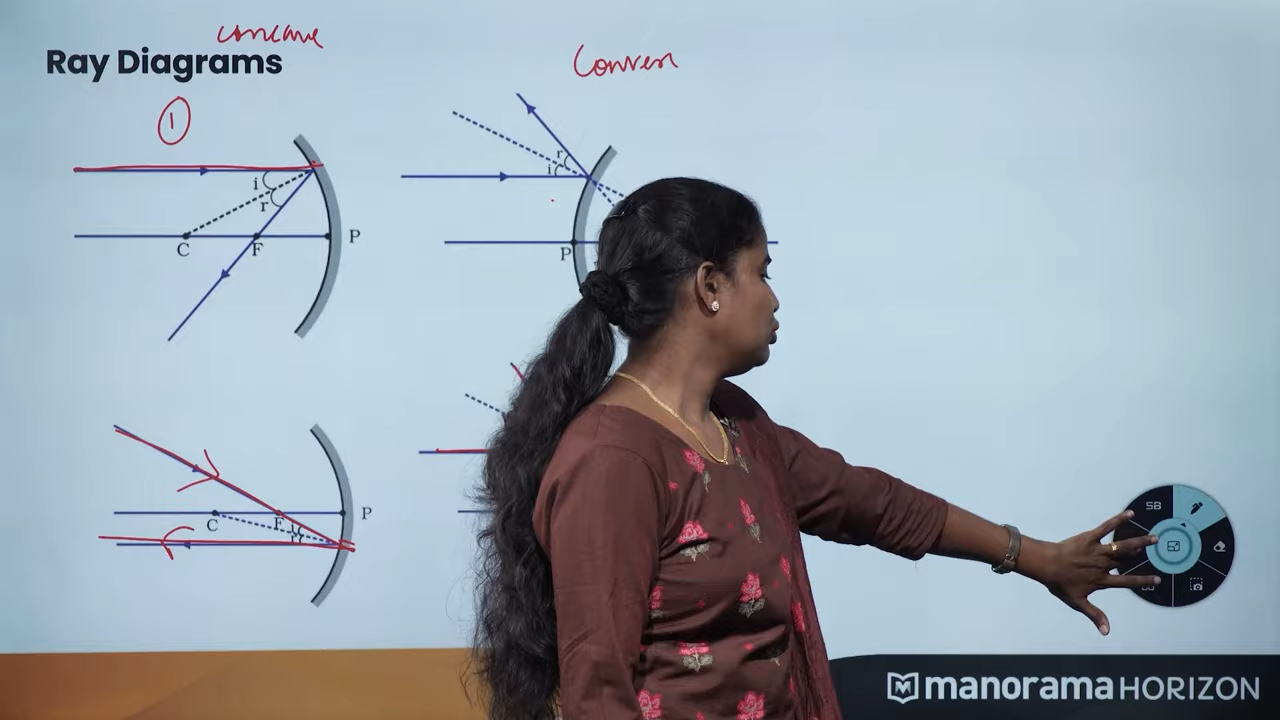 concave
Ray Diagrams
Convex
1
r
i
i
r
C
F
P
P
C
F
P
SB
manorama HORIZON